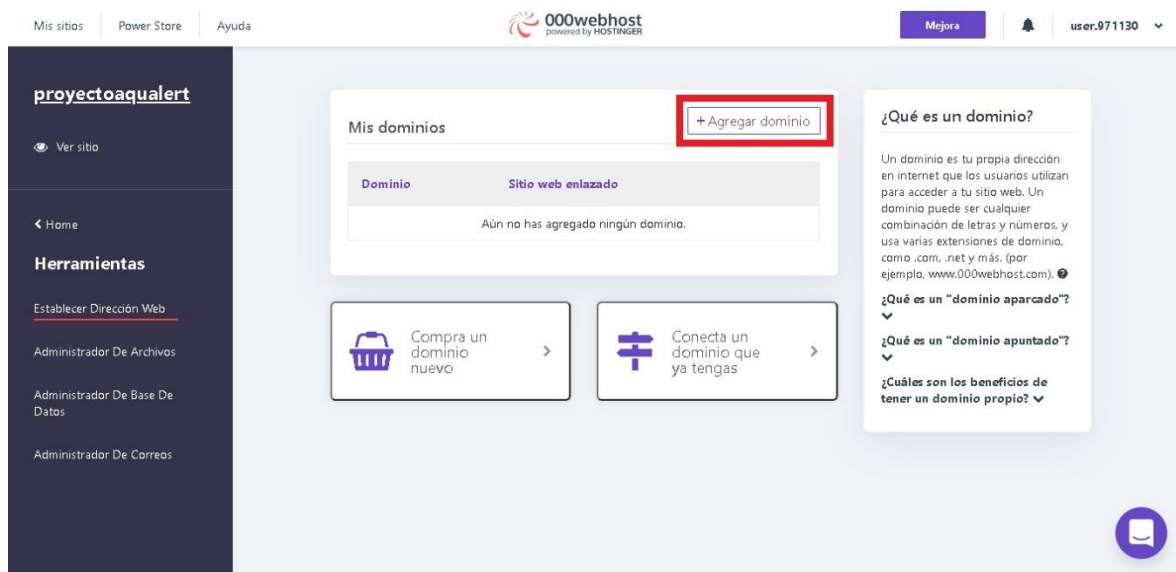 Mis sitios
Power Store
Ayuda
000webhost
powered by HOSTINGER
Mejora
user.971130
proyectoaqualert
Ver sitio
Home
Herramientas
Establecer Dirección Web
Administrador De Archivos
Administrador De Base De
Datos
Administrador De Correos
Mis dominios
+ Agregar dominio
Dominio
Sitio web enlazado
Aún no has agregado ningún dominio.
Compra un
dominio
nuevo
Conecta un
dominio que
ya tengas
¿Qué es un dominio?
Un dominio es tu propia dirección
en internet que los usuarios utilizan
para acceder a tu sitio web. Un
dominio puede ser cualquier
combinación de letras y números, y
usa varias extensiones de dominio,
como .com, .net y más. (por
ejemplo, www.000webhost.com).
¿Qué es un "dominio aparcado"?
¿Qué es un "dominio apuntado"?
¿Cuáles son los beneficios de
tener un dominio propio?